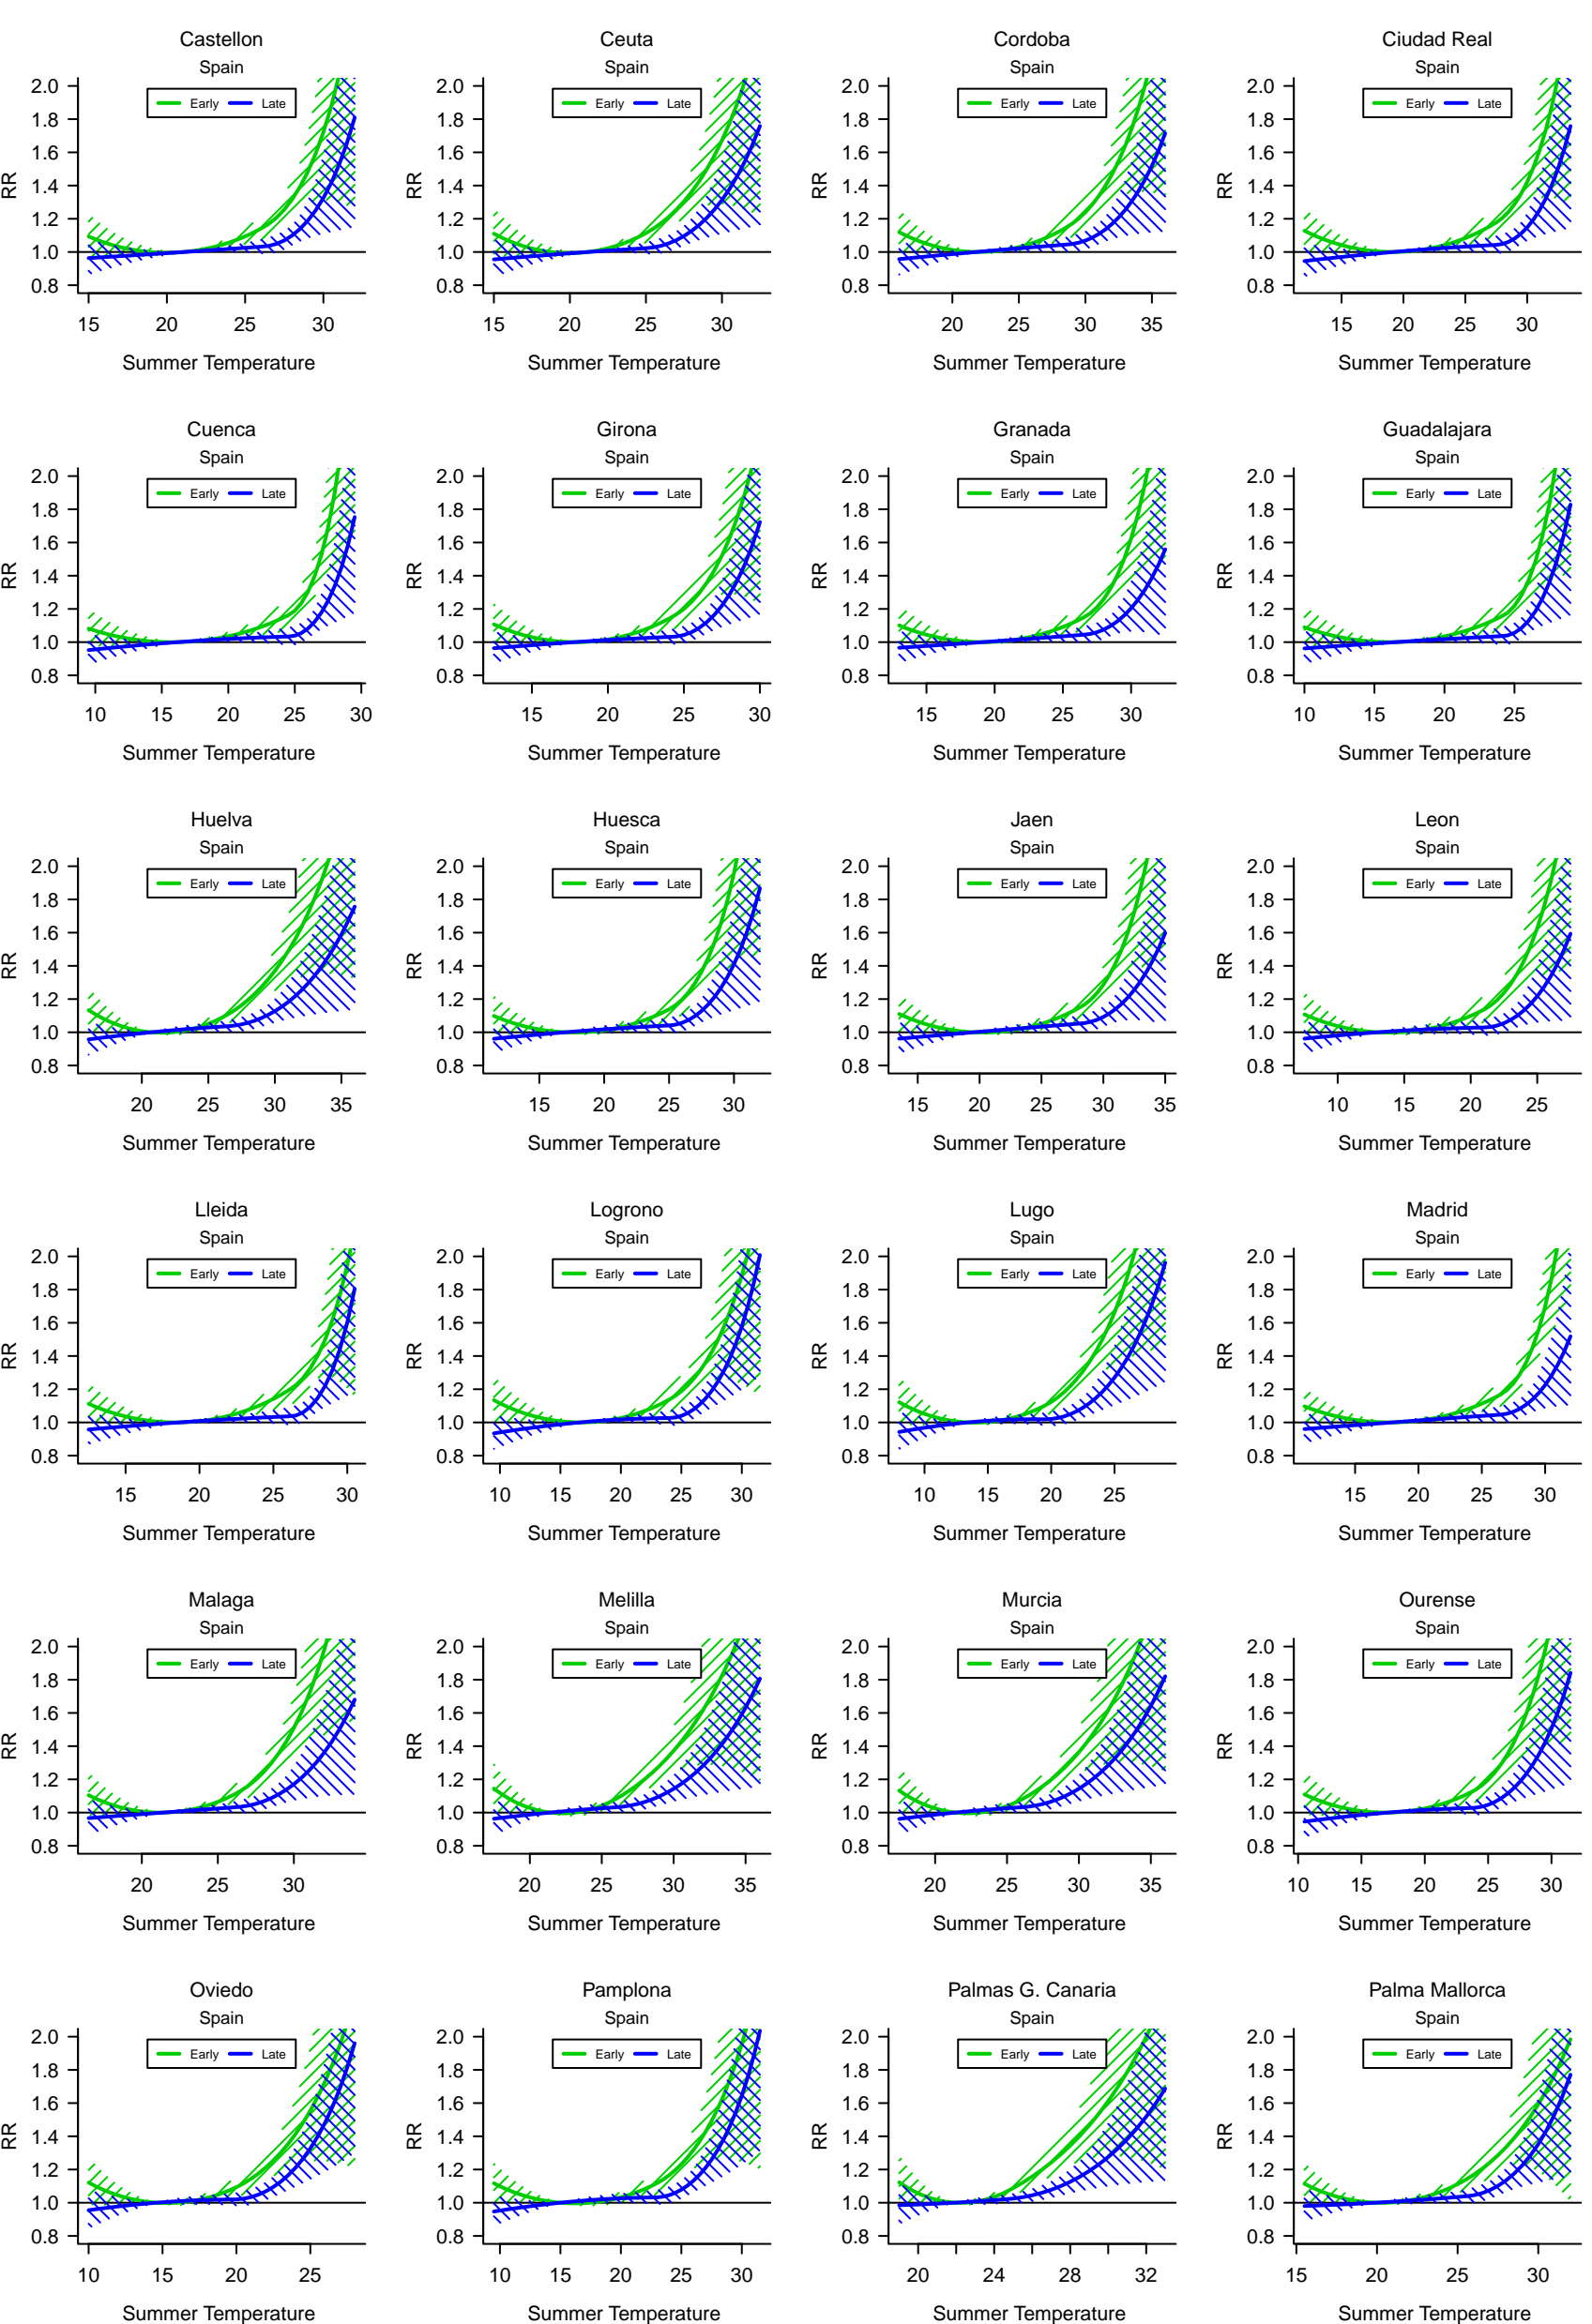 Castellon
Spain
Early Late
RR
2.0
1.8
1.6
1.4
1.2
1.0
0.8
15 20 25 30
Summer Temperature
Ceuta
Spain
Early Late
RR
2.0
1.8
1.6
1.4
1.2
1.0
0.8
15 20 25 30
Summer Temperature
Cordoba
Spain
Early Late
RR
2.0
1.8
1.6
1.4
1.2
1.0
0.8
20 25 30 35
Summer Temperature
Ciudad Real
Spain
Early Late
RR
2.0
1.8
1.6
1.4
1.2
1.0
0.8
15 20 25 30
Summer Temperature
Cuenca
Spain
Early Late
RR
2.0
1.8
1.6
1.4
1.2
1.0
0.8
10 15 20 25 30
Summer Temperature
Girona
Spain
Early Late
RR
2.0
1.8
1.6
1.4
1.2
1.0
0.8
15 20 25 30
Summer Temperature
Granada
Spain
Early Late
RR
2.0
1.8
1.6
1.4
1.2
1.0
0.8
15 20 25 30
Summer Temperature
Guadalajara
Spain
Early Late
RR
2.0
1.8
1.6
1.4
1.2
1.0
0.8
10 15 20 25
Summer Temperature
Huelva
Spain
Early Late
RR
2.0
1.8
1.6
1.4
1.2
1.0
0.8
20 25 30 35
Summer Temperature
Huesca
Spain
Early Late
RR
2.0
1.8
1.6
1.4
1.2
1.0
0.8
15 20 25 30
Summer Temperature
Jaen
Spain
Early Late
RR
2.0
1.8
1.6
1.4
1.2
1.0
0.8
15 20 25 30 35
Summer Temperature
Leon
Spain
Early Late
RR
2.0
1.8
1.6
1.4
1.2
1.0
0.8
10 15 20 25
Summer Temperature
Lleida
Spain
Early Late
RR
2.0
1.8
1.6
1.4
1.2
1.0
0.8
15 20 25 30
Summer Temperature
Logrono
Spain
Early Late
RR
2.0
1.8
1.6
1.4
1.2
1.0
0.8
10 15 20 25 30
Summer Temperature
Lugo
Spain
Early Late
RR
2.0
1.8
1.6
1.4
1.2
1.0
0.8
10 15 20 25
Summer Temperature
Madrid
Spain
Early Late
RR
2.0
1.8
1.6
1.4
1.2
1.0
0.8
15 20 25 30
Summer Temperature
Malaga
Spain
Early Late
RR
2.0
1.8
1.6
1.4
1.2
1.0
0.8
20 25 30
Summer Temperature
Melilla
Spain
Early Late
RR
2.0
1.8
1.6
1.4
1.2
1.0
0.8
20 25 30 35
Summer Temperature
Murcia
Spain
Early Late
RR
2.0
1.8
1.6
1.4
1.2
1.0
0.8
20 25 30 35
Summer Temperature
Ourense
Spain
Early Late
RR
2.0
1.8
1.6
1.4
1.2
1.0
0.8
10 15 20 25 30
Summer Temperature
Oviedo
Spain
Early Late
RR
2.0
1.8
1.6
1.4
1.2
1.0
0.8
10 15 20 25
Summer Temperature
Pamplona
Spain
Early Late
RR
2.0
1.8
1.6
1.4
1.2
1.0
0.8
10 15 20 25 30
Summer Temperature
Palmas G. Canaria
Spain
Early Late
RR
2.0
1.8
1.6
1.4
1.2
1.0
0.8
20 24 28 32
Summer Temperature
Palma Mallorca
Spain
Early Late
RR
2.0
1.8
1.6
1.4
1.2
1.0
0.8
15 20 25 30
Summer Temperature